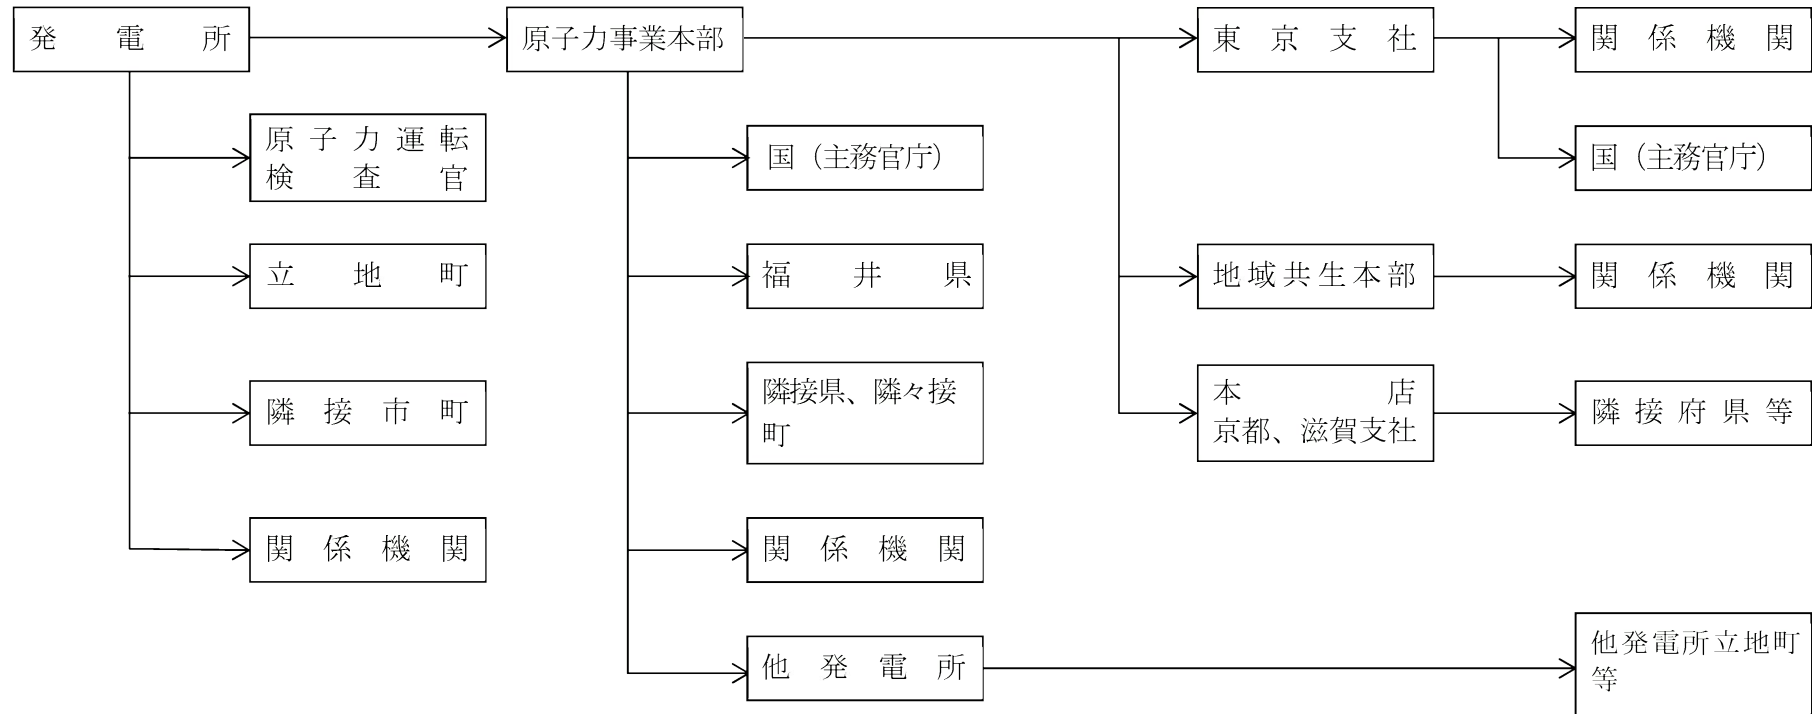 発電所
原子力事業本部
東京支社
関係機関
原子力運転
検査官
国（主務官庁）
国（主務官庁）
立地町
福井県
地域共生本部
関係機関
隣接市町
隣接県、隣々接
町
本店
京都、滋賀支社
隣接府県等
関係機関
関係機関
他発電所
他発電所立地町
等